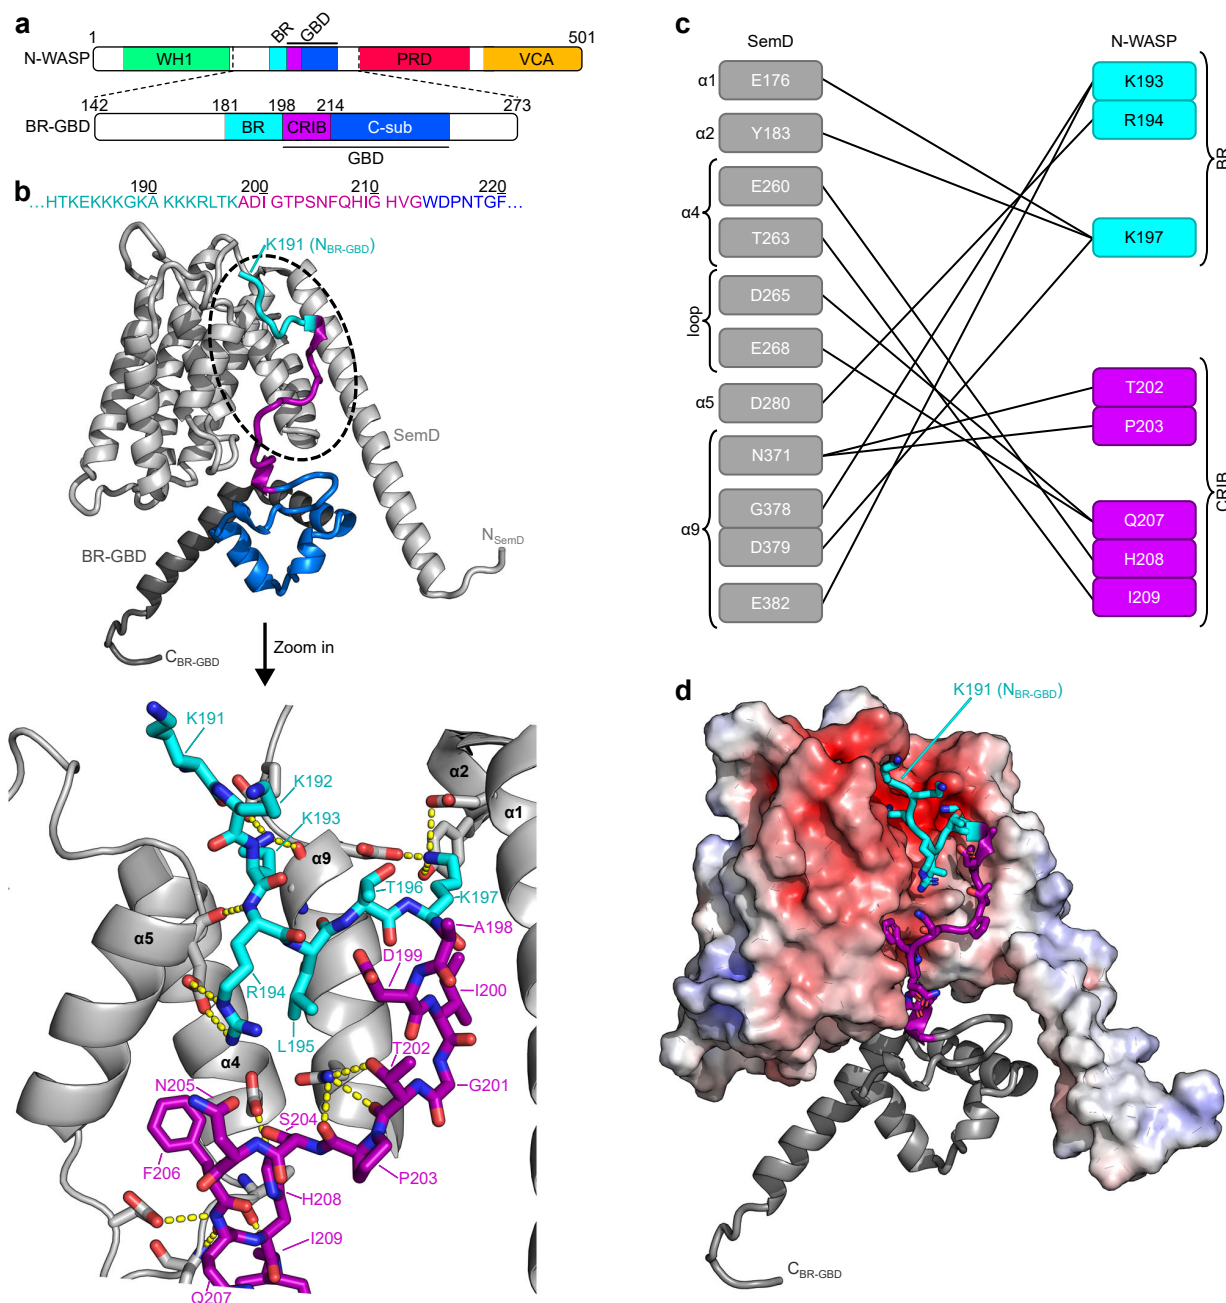 a
1 BR GBD 501
N-WASP WH1 PRD VCA
142 181 198 214 273
BR-GBD BR CRIB C-sub
GBD
b
190 200 210 220
…HTKEKKKGKA KKKRLTKADI GTPSNFQHIG HVGWDPNTGF…
K191 (NBR-GBD)
SemD
NSemD
BR-GBD
CBR-GBD
Zoom in
K191
K192
K193
α2
α1
α9
T196
K197
A198
α5
D199
I200
R194
L195
T202
α4
G201
N205
S204
F206
P203
H208
I209
Q207
c
SemD N-WASP
α1 E176 K193
α2 Y183 R194
BR
α4 E260
T263 K197
loop D265
E268
α5 D280 T202
P203
α9 N371
CRIB
G378 Q207
D379 H208
E382 I209
d
K191 (NBR-GBD)
CBR-GBD